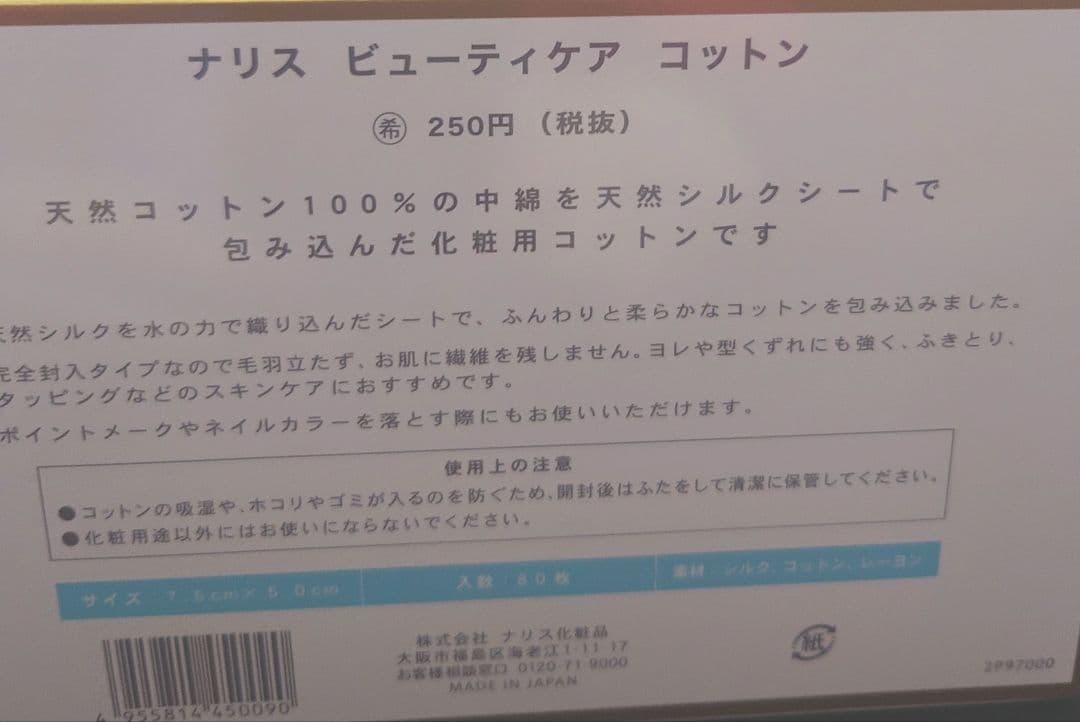 ナリス ビューティケア コットン
希 250円（税抜）
天然コットン100％の中綿を天然シルクシートで
包み込んだ化粧用コットンです
然シルクを水の力で織り込んだシートで、ふんわりと柔らかなコットンを包み込みました。
完全封入タイプなので毛羽立たず、お肌に繊維を残しません。ヨレや型くずれにも強く、ふきとり、
タッピングなどのスキンケアにおすすめです。
ポイントメークやネイルカラーを落とす際にもお使いいただけます。
使用上の注意
●コットンの吸湿や、ホコリやゴミが入るのを防ぐため、開封後はふたをして清潔に保管してください。
●化粧用途以外にはお使いにならないでください。
サイズ：7.5cm×5.0cm 入数：80枚 素材：シルク、コットン、レーヨン
株式会社 ナリス化粧品
大阪市福島区海老江1-11-17
お客様相談窓口 0120-71-9000
MADE IN JAPAN
紙
2P97000
4 955814 450090